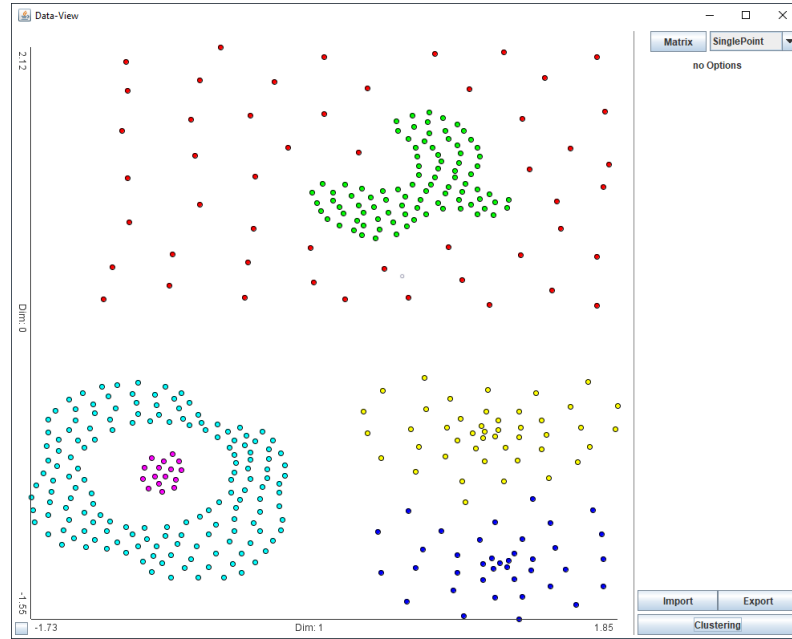 Data-View
Matrix
SinglePoint
no Options
2.12
Dim: 0
-1.55
-1.73
Dim: 1
1.85
Import
Export
Clustering